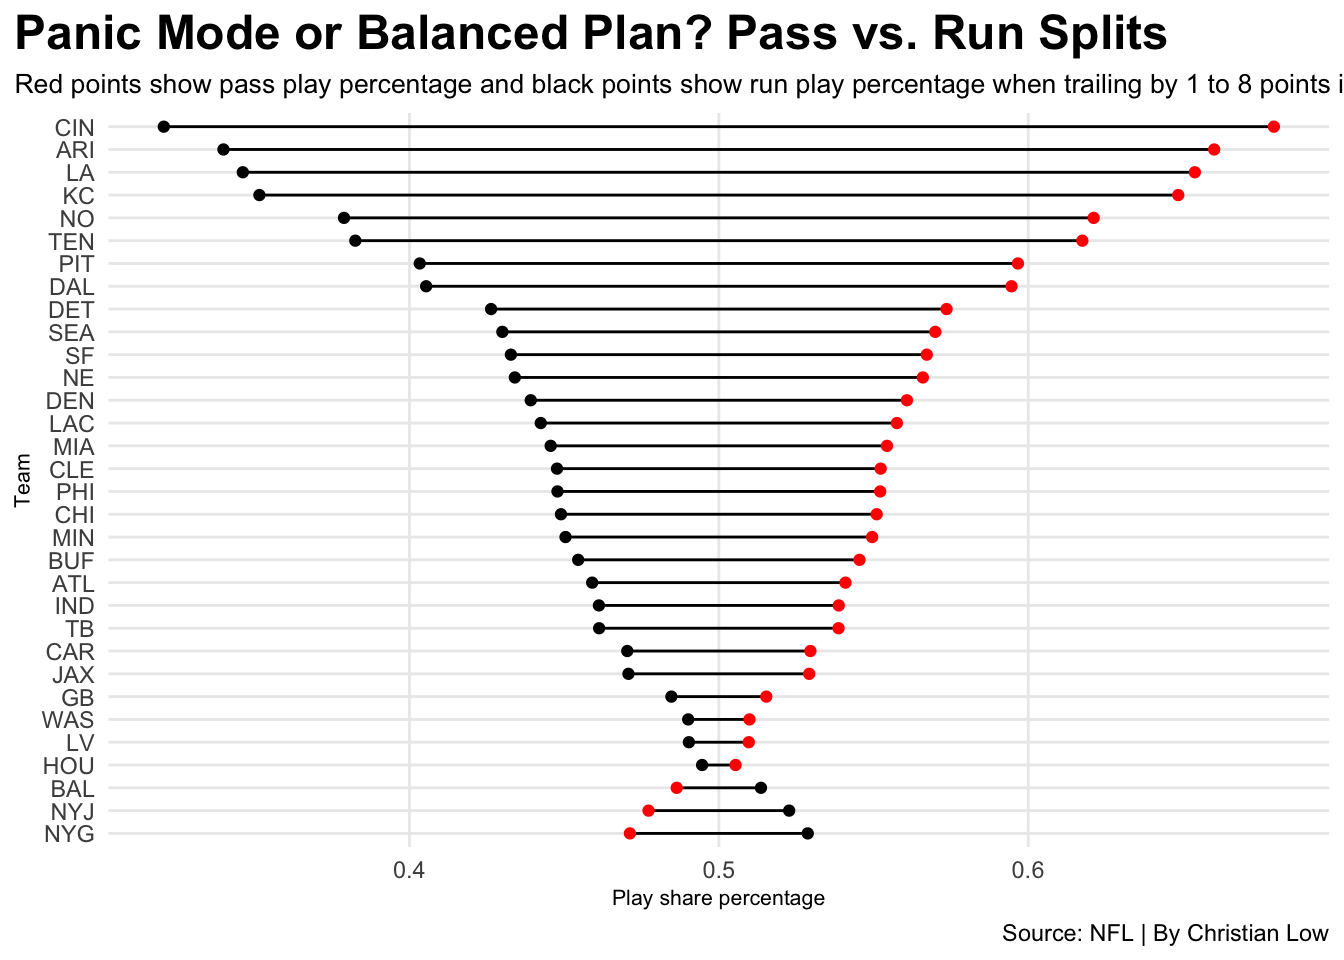 Panic Mode or Balanced Plan? Pass vs. Run Splits
Red points show pass play percentage and black points show run play percentage when trailing by 1 to 8 points i
CIN
ARI
LA
KC
NO
TEN
PIT
DAL
DET
SEA
SF
NE
DEN
LAC
MIA
CLE
PHI
CHI
MIN
BUF
ATL
IND
TB
CAR
JAX
GB
WAS
LV
HOU
BAL
NYJ
NYG
Team
0.4 0.5 0.6
Play share percentage
Source: NFL | By Christian Low